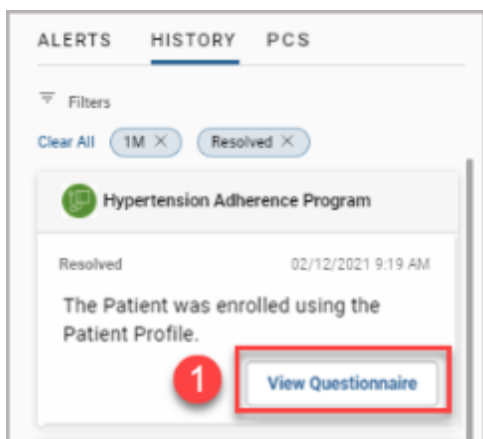 ALERTS HISTORY PCS
Filters
Clear All 1M × Resolved ×
Hypertension Adherence Program
Resolved 02/12/2021 9:19 AM
The Patient was enrolled using the
Patient Profile.
1 View Questionnaire